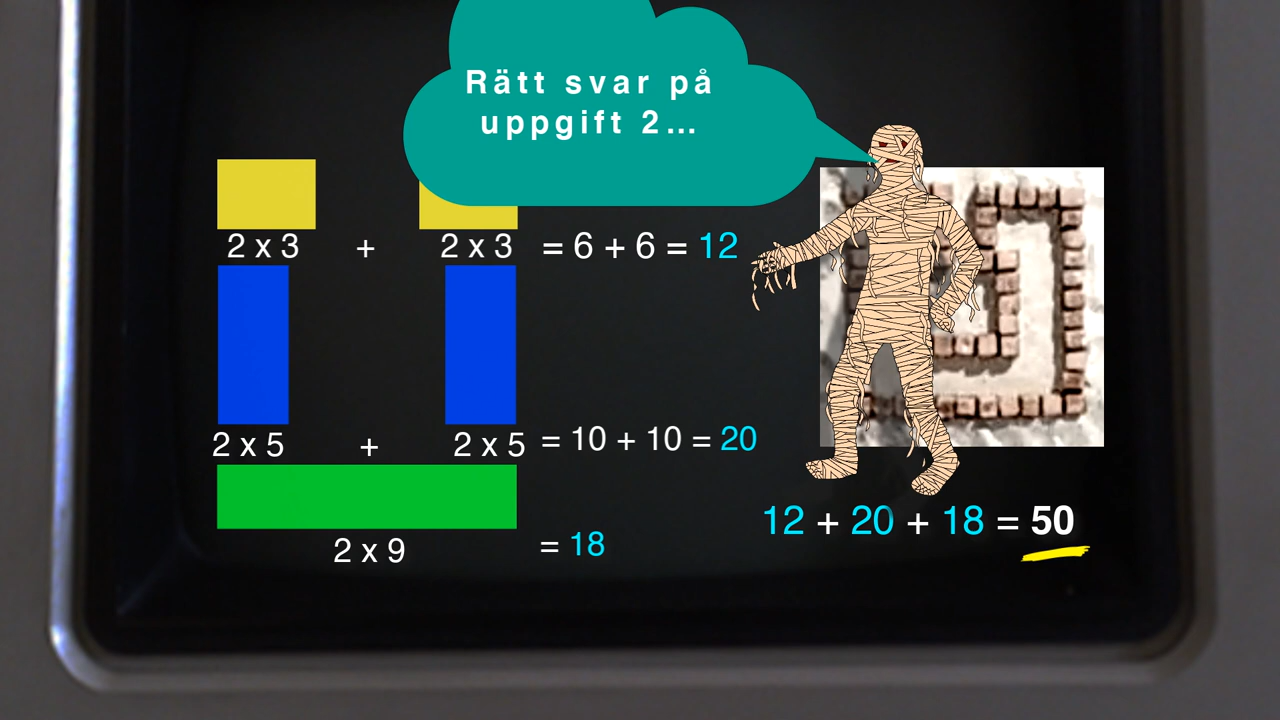 Rätt svar på
uppgift 2...
2 x 3 + 2 x 3 = 6 + 6 = 12
2 x 5 + 2 x 5 = 10 + 10 = 20
2 x 9 = 18
12 + 20 + 18 = 50